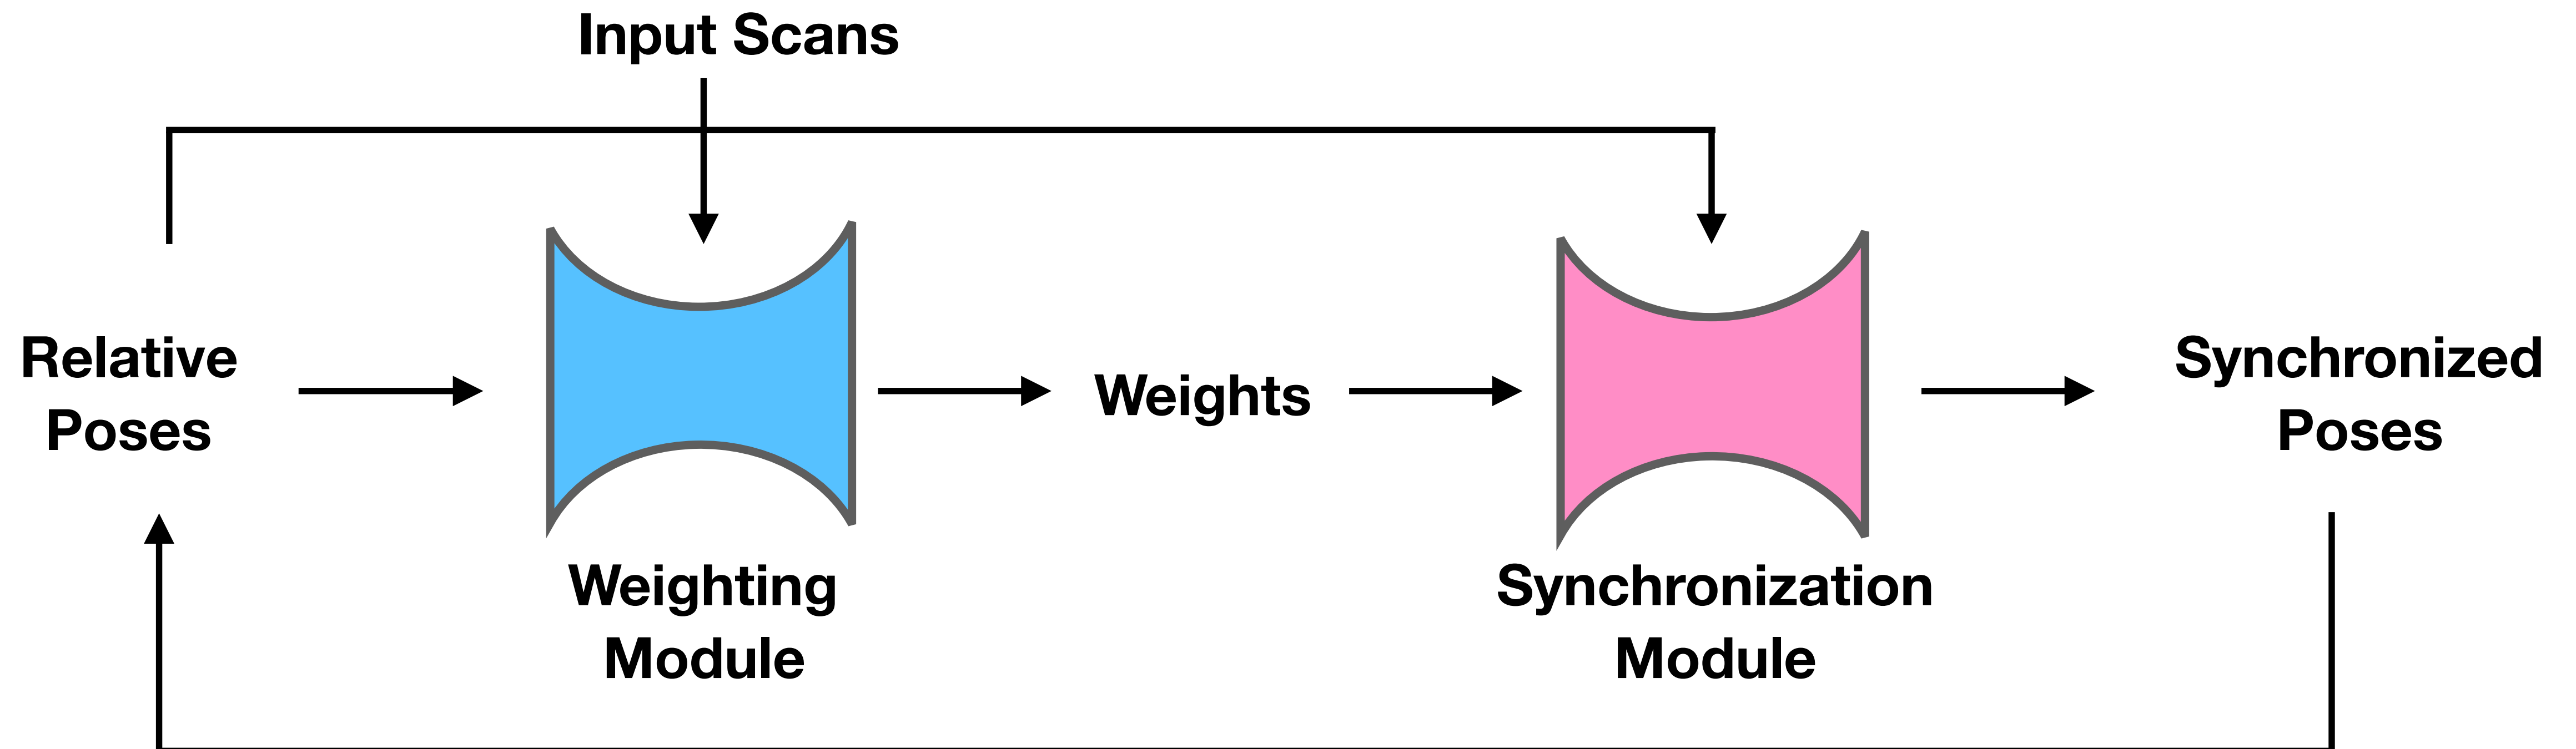 Input Scans
Relative
Poses
Weighting
Module
Weights
Synchronization
Module
Synchronized
Poses